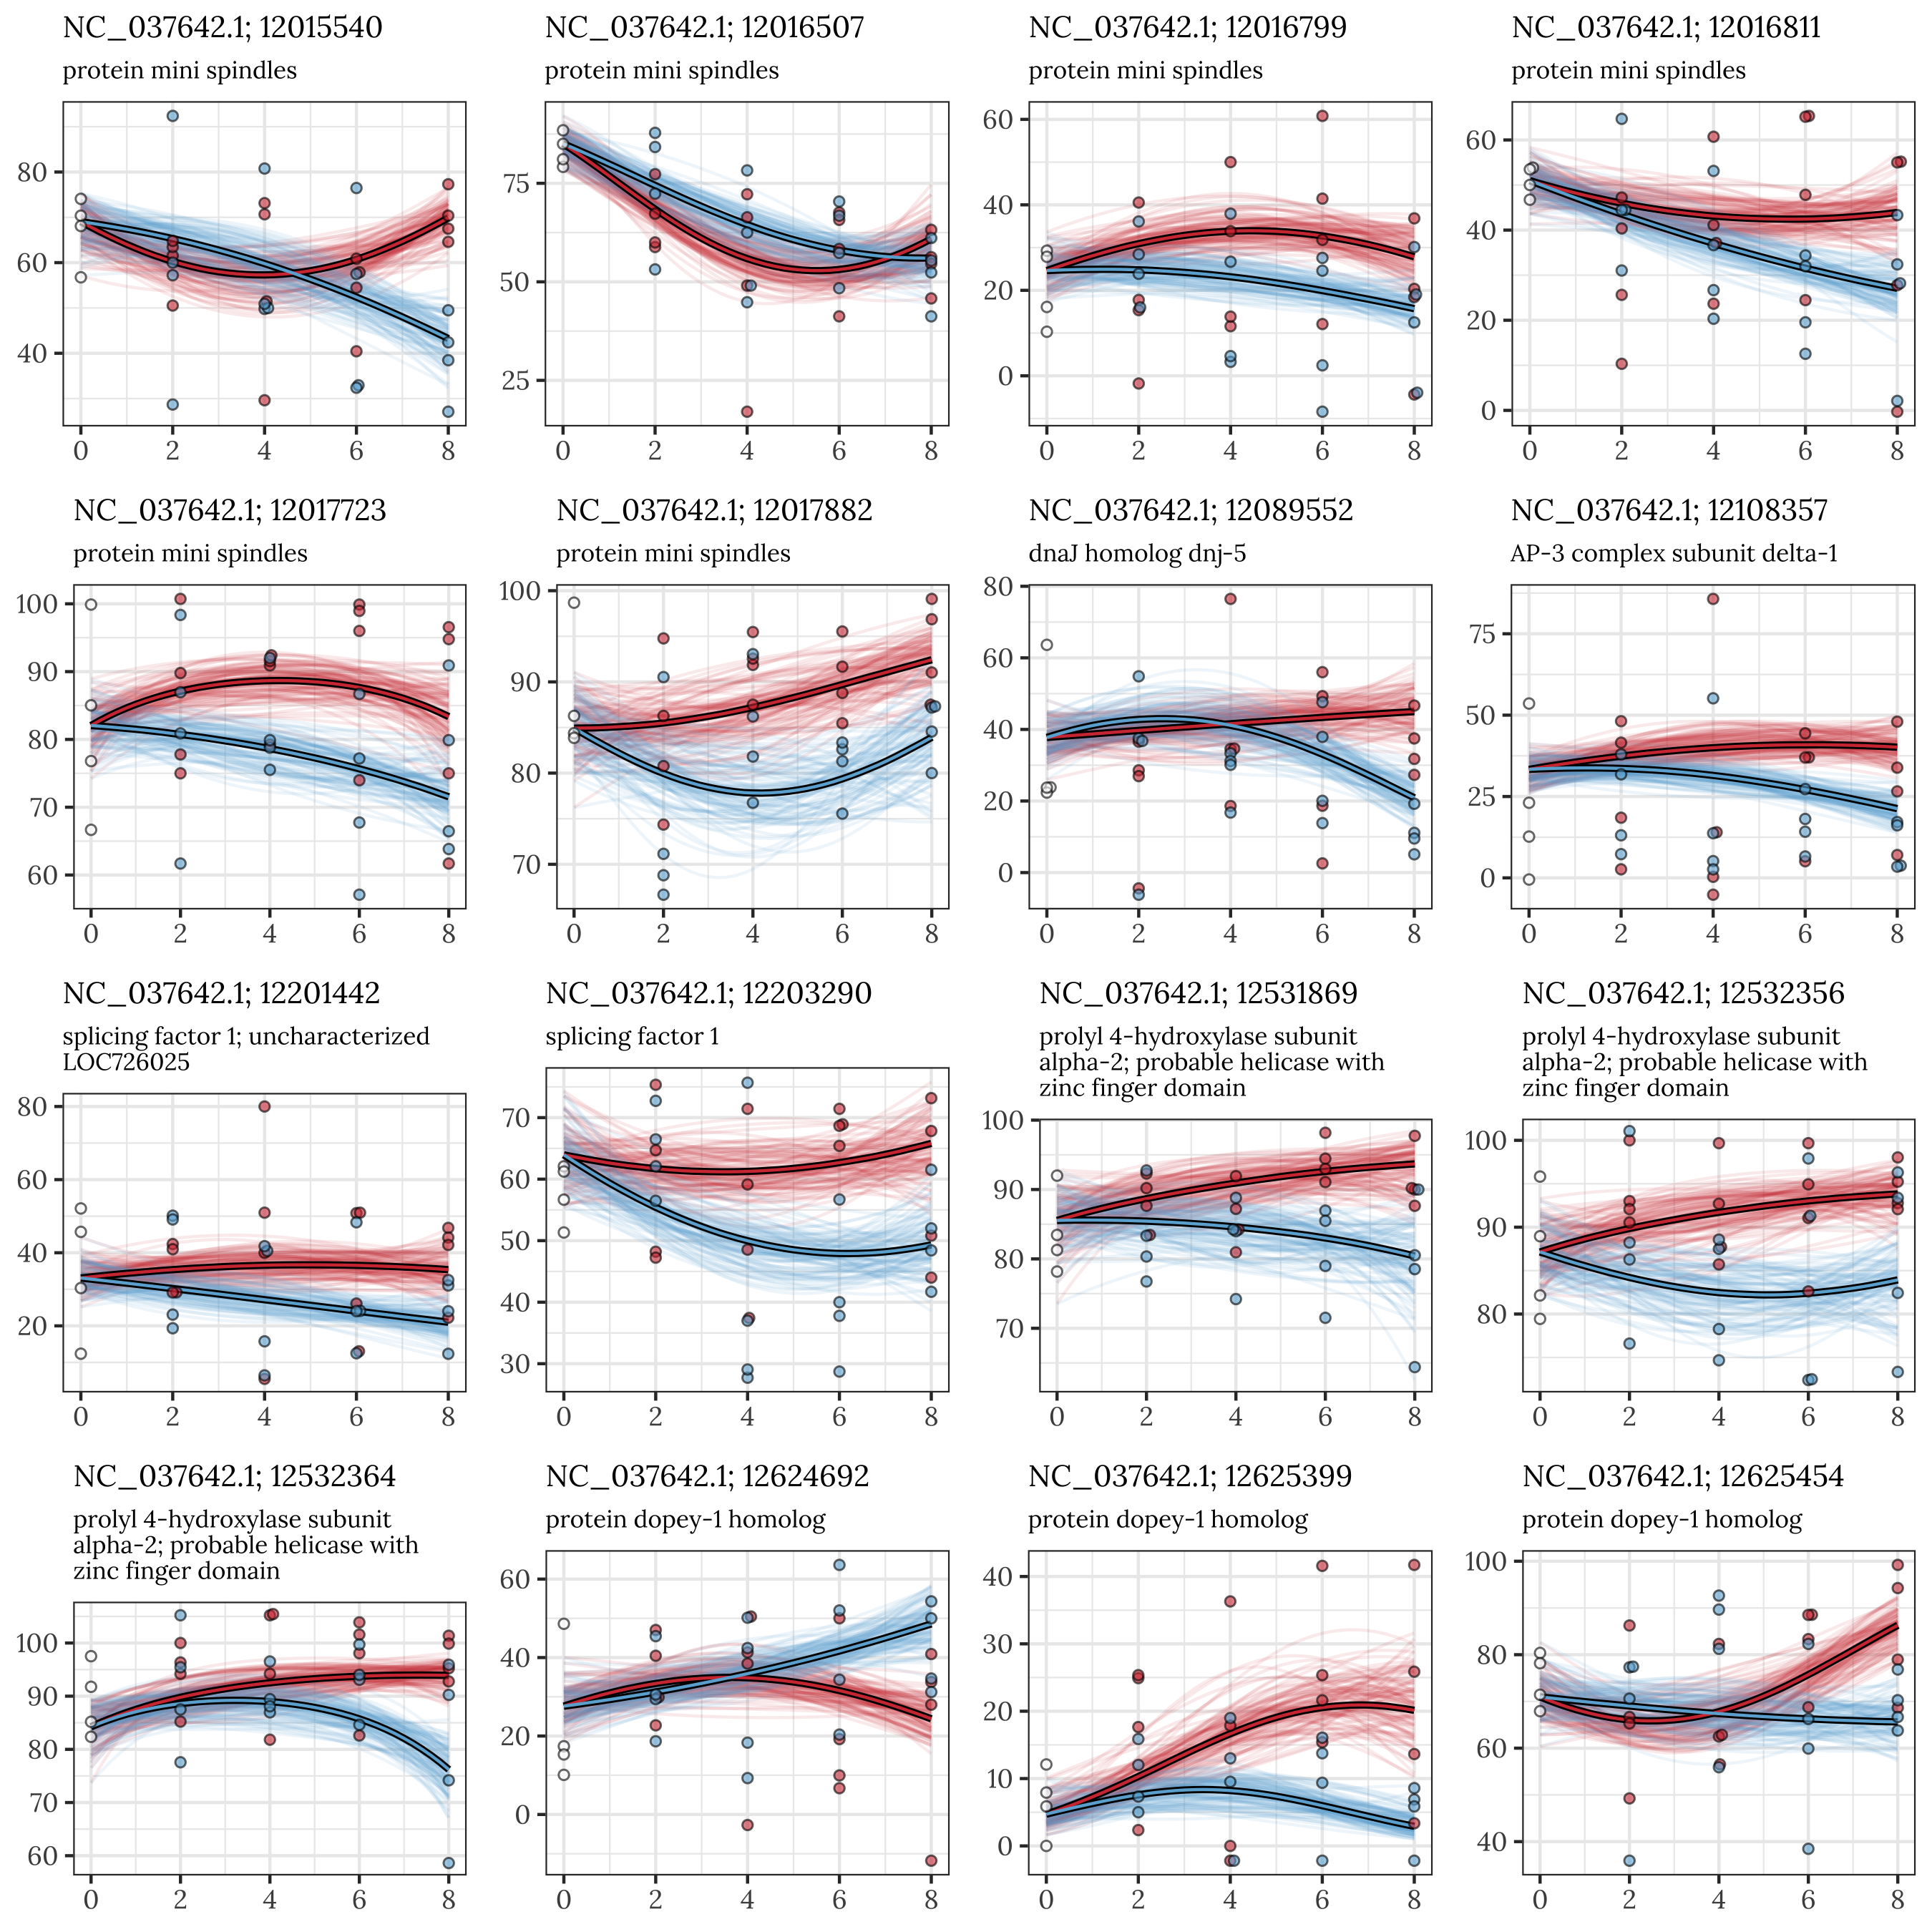 NC_037642.1; 12015540
protein mini spindles
80
60
40
0 2 4 6 8
NC_037642.1; 12016507
protein mini spindles
75
50
25
0 2 4 6 8
NC_037642.1; 12016799
protein mini spindles
60
40
20
0
0 2 4 6 8
NC_037642.1; 12016811
protein mini spindles
60
40
20
0
0 2 4 6 8
NC_037642.1; 12017723
protein mini spindles
100
90
80
70
60
0 2 4 6 8
NC_037642.1; 12017882
protein mini spindles
100
90
80
70
0 2 4 6 8
NC_037642.1; 12089552
dnaJ homolog dnj-5
80
60
40
20
0
0 2 4 6 8
NC_037642.1; 12108357
AP-3 complex subunit delta-1
75
50
25
0
0 2 4 6 8
NC_037642.1; 12201442
splicing factor 1; uncharacterized
LOC726025
80
60
40
20
0 2 4 6 8
NC_037642.1; 12203290
splicing factor 1
70
60
50
40
30
0 2 4 6 8
NC_037642.1; 12531869
prolyl 4-hydroxylase subunit
alpha-2; probable helicase with
zinc finger domain
100
90
80
70
0 2 4 6 8
NC_037642.1; 12532356
prolyl 4-hydroxylase subunit
alpha-2; probable helicase with
zinc finger domain
100
90
80
0 2 4 6 8
NC_037642.1; 12532364
prolyl 4-hydroxylase subunit
alpha-2; probable helicase with
zinc finger domain
100
90
80
70
60
0 2 4 6 8
NC_037642.1; 12624692
protein dopey-1 homolog
60
40
20
0
0 2 4 6 8
NC_037642.1; 12625399
protein dopey-1 homolog
40
30
20
10
0
0 2 4 6 8
NC_037642.1; 12625454
protein dopey-1 homolog
100
80
60
40
0 2 4 6 8